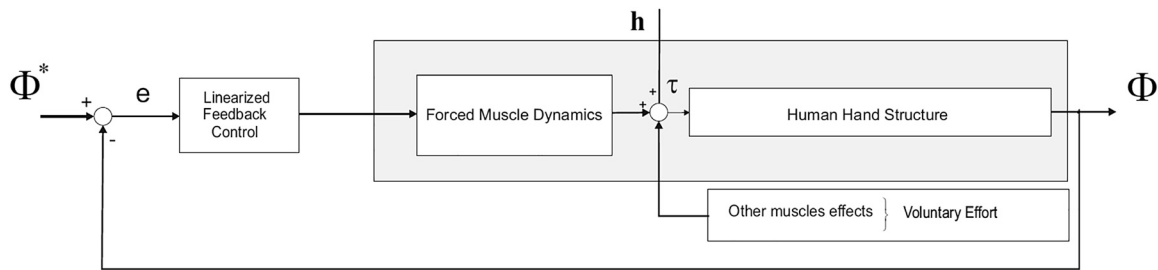 h
Φ*
+
e
-
Linearized
Feedback
Control
Forced Muscle Dynamics
+
+
τ
Human Hand Structure
Φ
Other muscles effects } Voluntary Effort